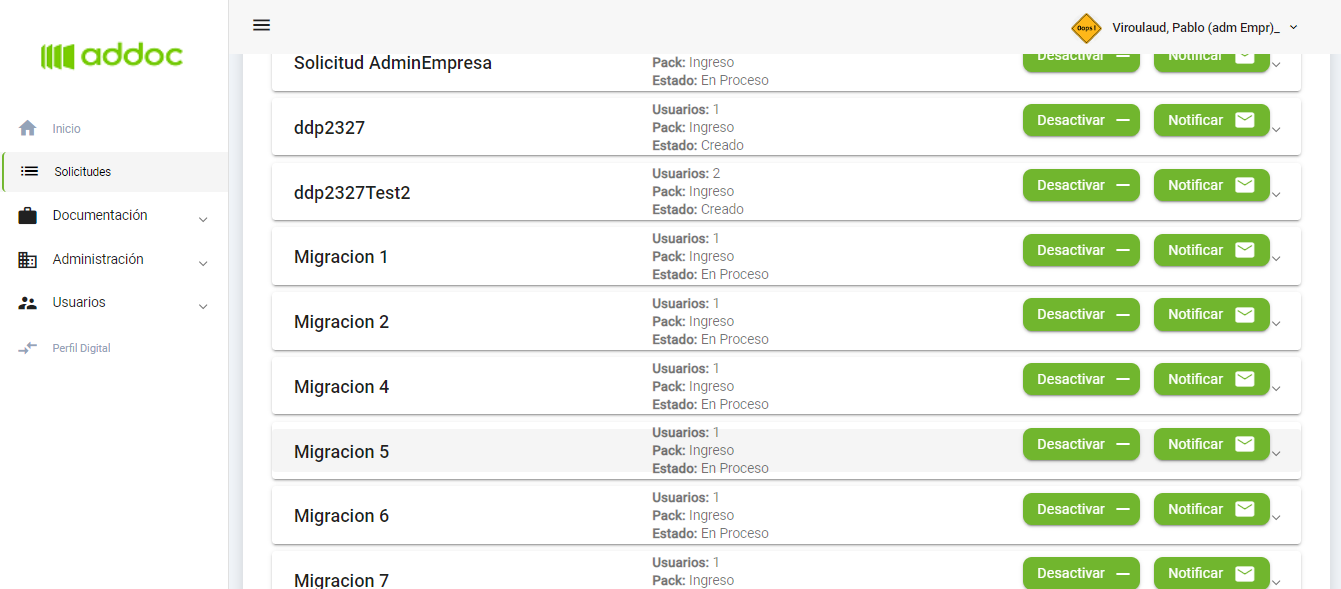 addoc
Oops !
Viroulaud, Pablo (adm Empr)_
Inicio
Solicitudes
Documentación
Administración
Usuarios
Perfil Digital
Solicitud AdminEmpresa
Pack: Ingreso
Estado: En Proceso
Desactivar
Notificar
ddp2327
Usuarios: 1
Pack: Ingreso
Estado: Creado
Desactivar
Notificar
ddp2327Test2
Usuarios: 2
Pack: Ingreso
Estado: Creado
Desactivar
Notificar
Migracion 1
Usuarios: 1
Pack: Ingreso
Estado: En Proceso
Desactivar
Notificar
Migracion 2
Usuarios: 1
Pack: Ingreso
Estado: En Proceso
Desactivar
Notificar
Migracion 4
Usuarios: 1
Pack: Ingreso
Estado: En Proceso
Desactivar
Notificar
Migracion 5
Usuarios: 1
Pack: Ingreso
Estado: En Proceso
Desactivar
Notificar
Migracion 6
Usuarios: 1
Pack: Ingreso
Estado: En Proceso
Desactivar
Notificar
Migracion 7
Usuarios: 1
Pack: Ingreso
Desactivar
Notificar